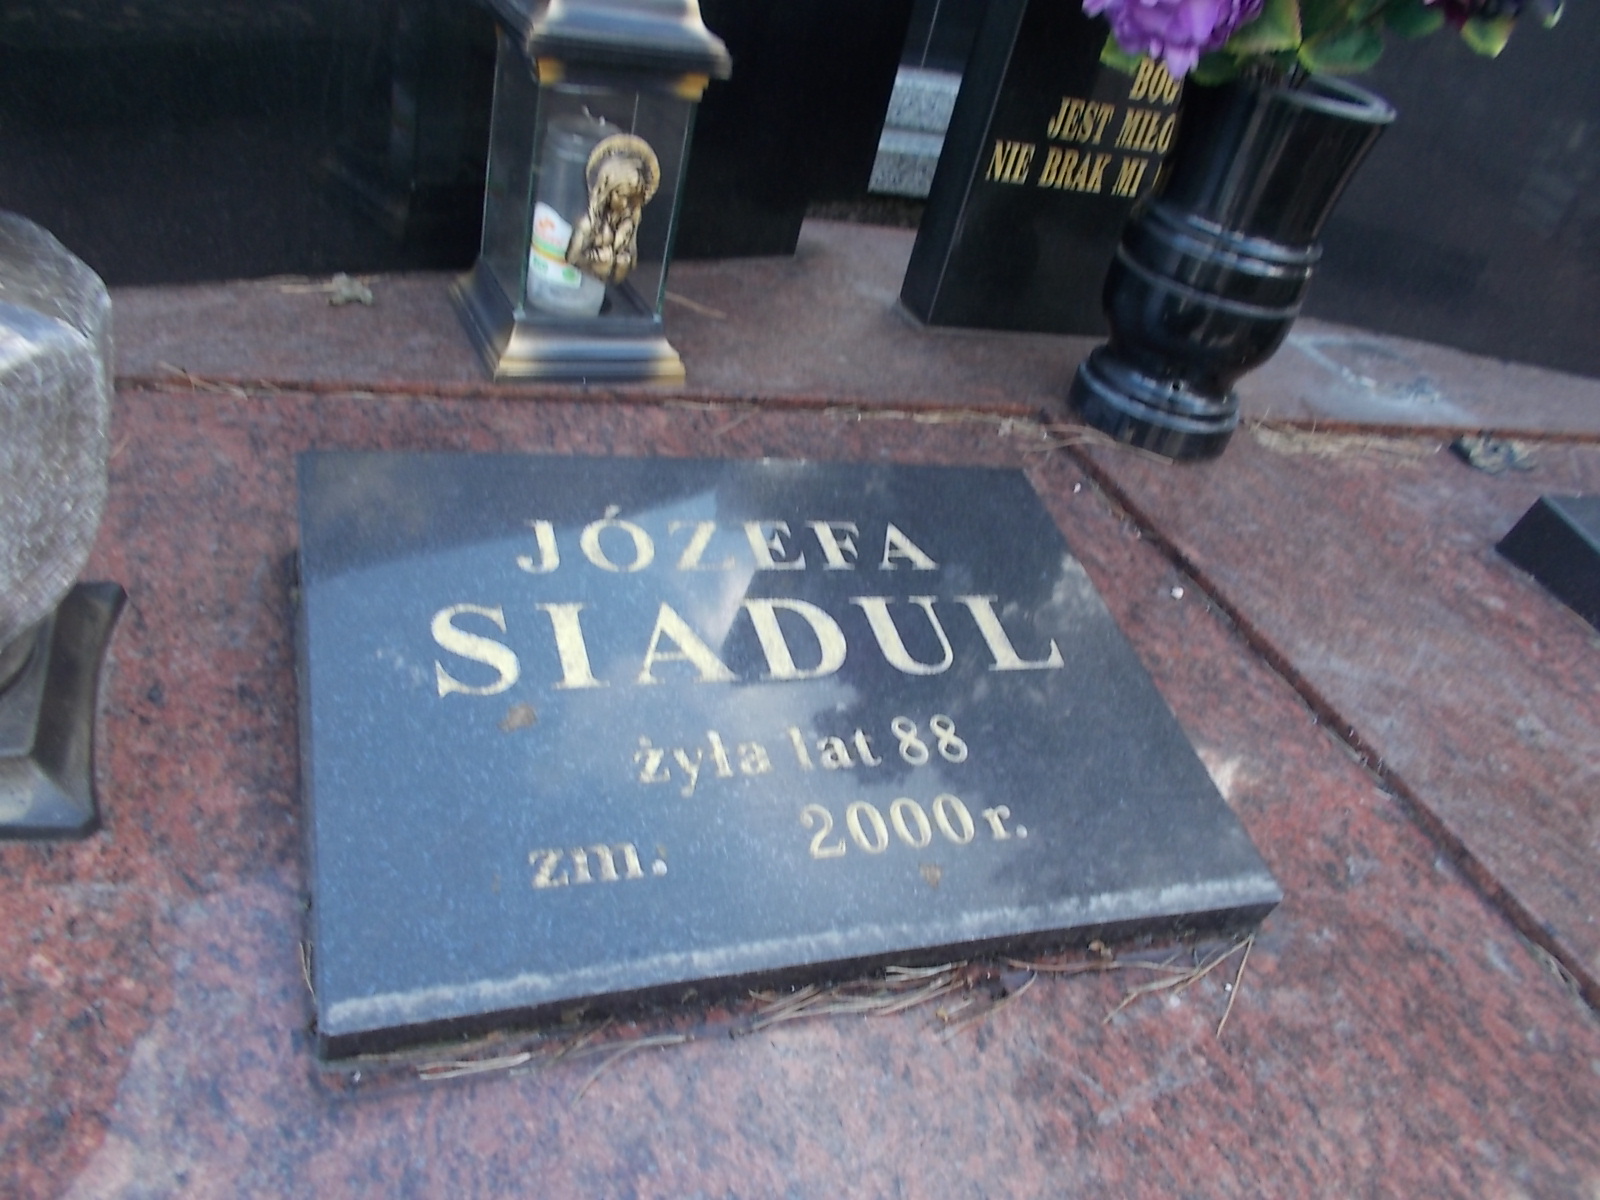 BOG
JEST MIŁO
NIE BRAK MI
JÓZEFA
SIADUL
żyła lat 88
zm. 2000 r.